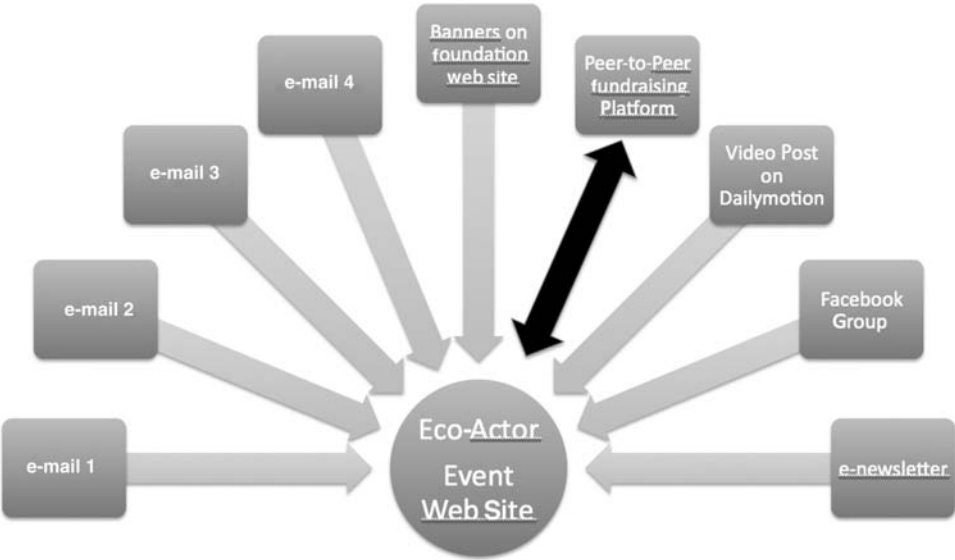 Banners on
foundation
web site
Peer-to-Peer
fundraising
Platform
e-mail 4
Video Post
on
Dailymotion
e-mail 3
Facebook
Group
e-mail 2
Eco-Actor
Event
Web Site
e-mail 1
e-newsletter